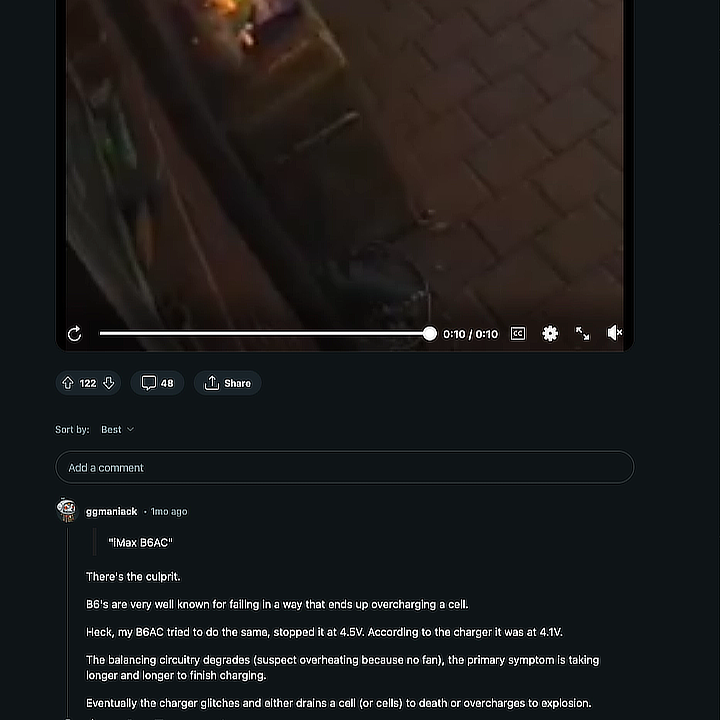 0:10 / 0:10
CC
122
48
Share
Sort by: Best
Add a comment
ggmaniack • 1mo ago
"iMax B6AC"
There's the culprit.
B6's are very well known for failing in a way that ends up overcharging a cell.
Heck, my B6AC tried to do the same, stopped it at 4.5V. According to the charger it was at 4.1V.
The balancing circuitry degrades (suspect overheating because no fan), the primary symptom is taking
longer and longer to finish charging.
Eventually the charger glitches and either drains a cell (or cells) to death or overcharges to explosion.